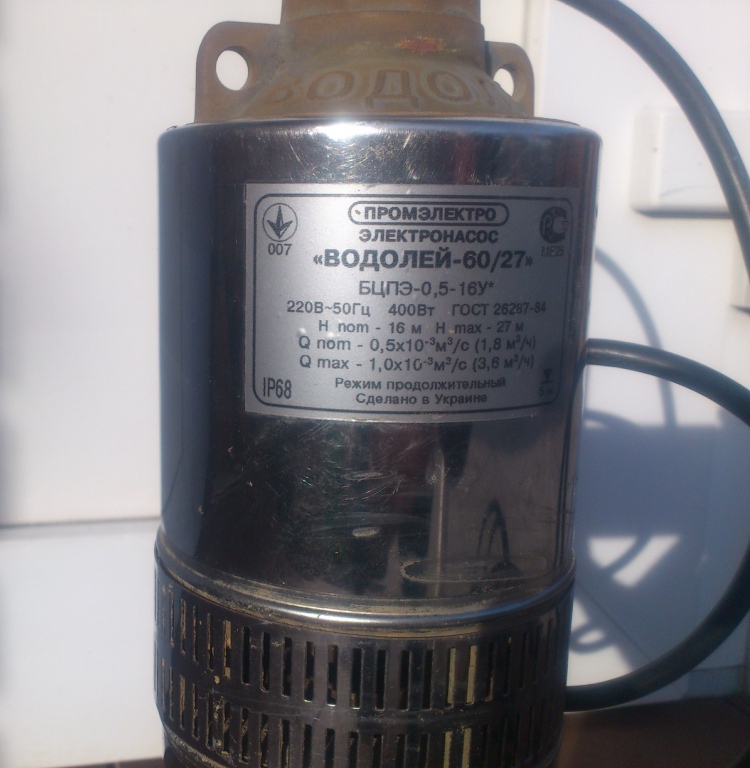 ВОДОЛ
ПРОМЭЛЕКТРО
007
ЭЛЕКТРОНАСОС
«ВОДОЛЕЙ-60/27»
БЦПЭ-0,5-16У*
220В~50Гц 400Вт ГОСТ 26287-84
H nom - 16 м H max - 27 м
Q nom - 0,5x10⁻³м³/с (1,8 м³/ч)
Q max - 1,0x10⁻³м³/с (3,6 м³/ч)
IP68 Режим продолжительный
Сделано в Украине